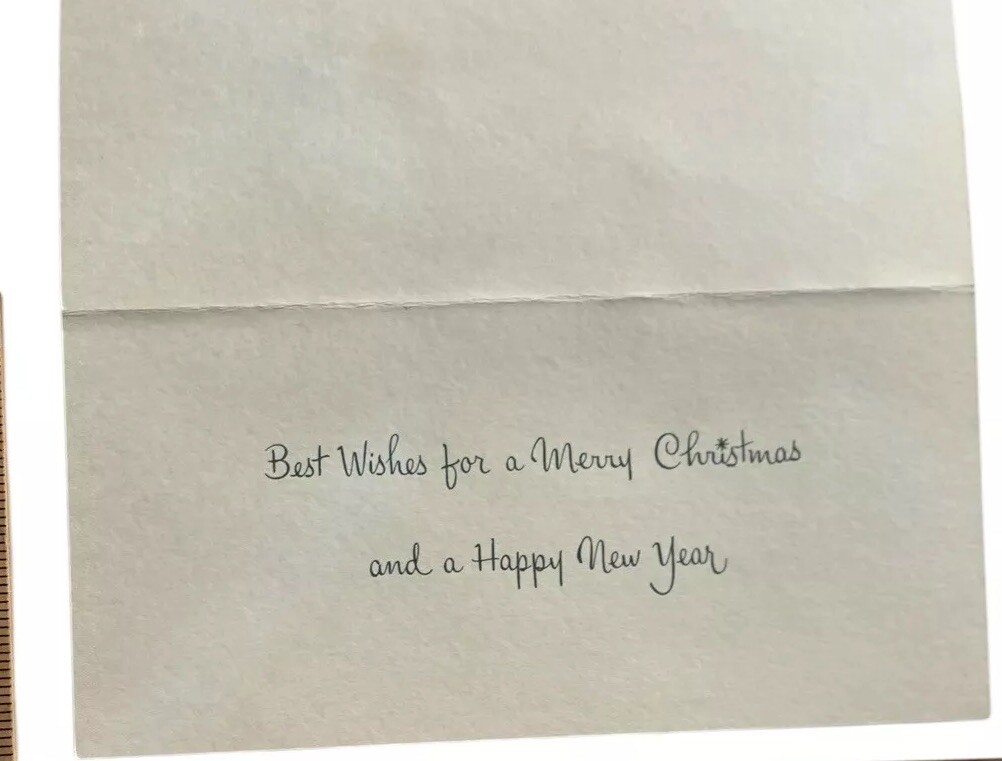 Best Wishes for a Merry Christmas
and a Happy New Year